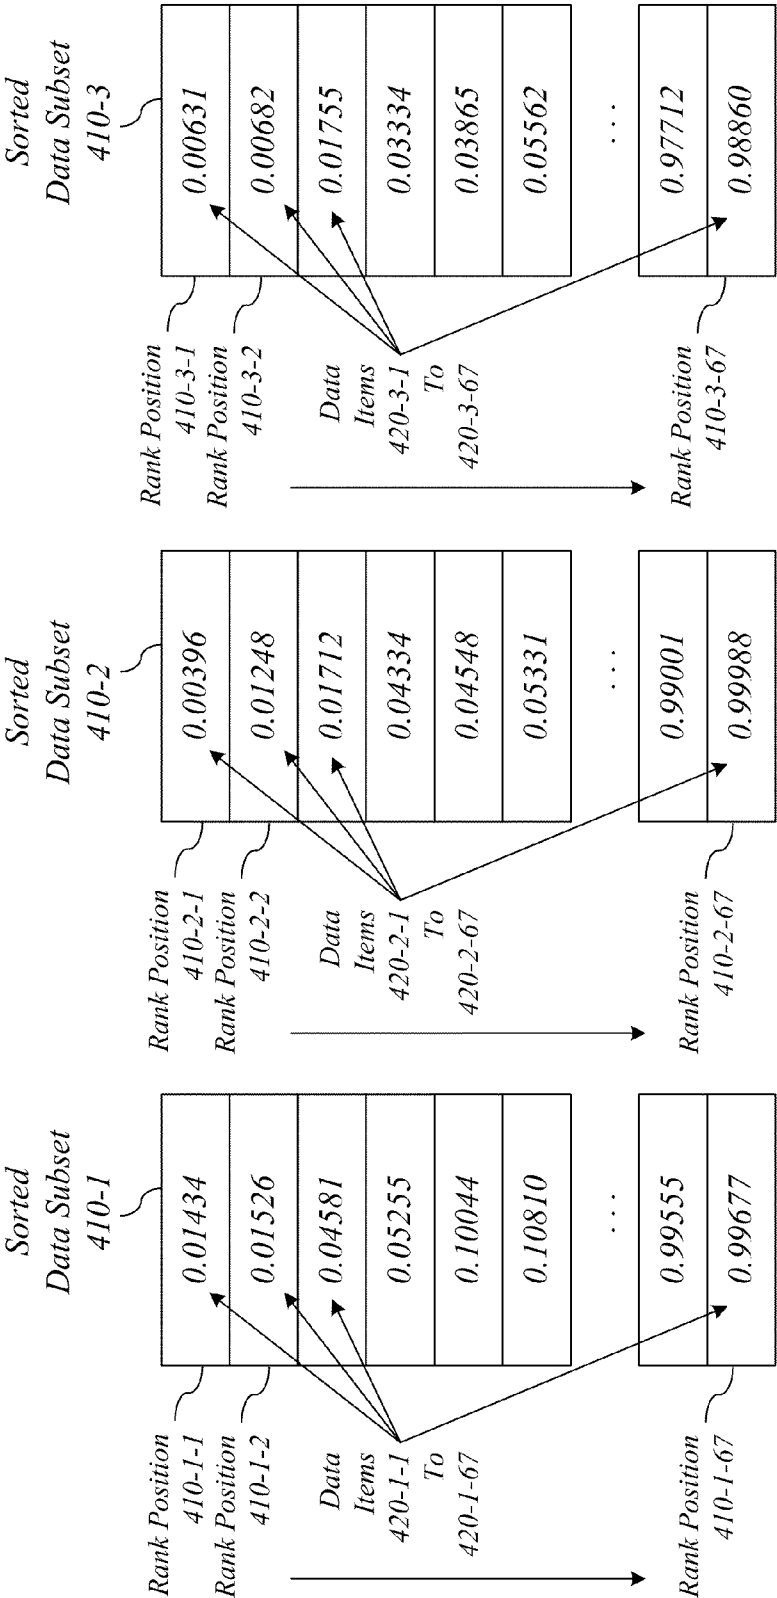 Sorted
Data Subset
410-1
Rank Position
410-1-1
Rank Position
410-1-2
Data
Items
420-1-1
To
420-1-67
Rank Position
410-1-67
0.01434
0.01526
0.04581
0.05255
0.10044
0.10810
...
0.99555
0.99677
Sorted
Data Subset
410-2
Rank Position
410-2-1
Rank Position
410-2-2
Data
Items
420-2-1
To
420-2-67
Rank Position
410-2-67
0.00396
0.01248
0.01712
0.04334
0.04548
0.05331
...
0.99001
0.99988
Sorted
Data Subset
410-3
Rank Position
410-3-1
Rank Position
410-3-2
Data
Items
420-3-1
To
420-3-67
Rank Position
410-3-67
0.00631
0.00682
0.01755
0.03334
0.03865
0.05562
...
0.97712
0.98860